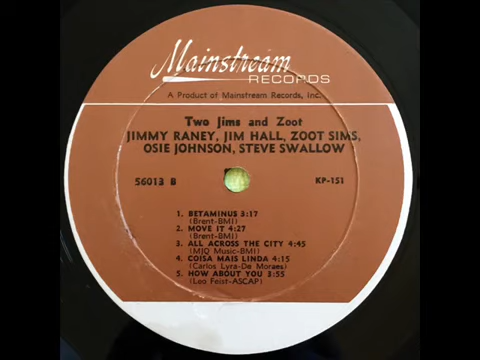 Mainstream
RECORDS
A Product of Mainstream Records, Inc.
Two Jims and Zoot
JIMMY RANEY, JIM HALL, ZOOT SIMS,
OSIE JOHNSON, STEVE SWALLOW
56013 B KP-151
1. BETAMINUS 3:17
(Brent-BMI)
2. MOVE IT 4:27
(Brent-BMI)
3. ALL ACROSS THE CITY 4:45
(MJQ Music-BMI)
4. COISA MAIS LINDA 4:15
(Carlos Lyra-De Moraes)
5. HOW ABOUT YOU 3:55
(Leo Feist-ASCAP)